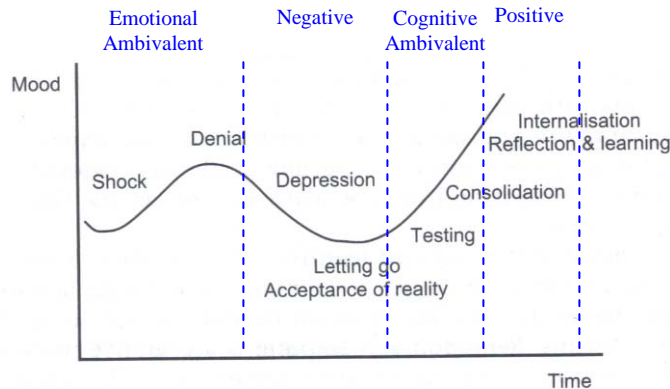 Emotional
Ambivalent
Negative
Cognitive
Ambivalent
Positive
Mood
Internalisation
Reflection & learning
Denial
Shock
Depression
Consolidation
Testing
Letting go
Acceptance of reality
Time